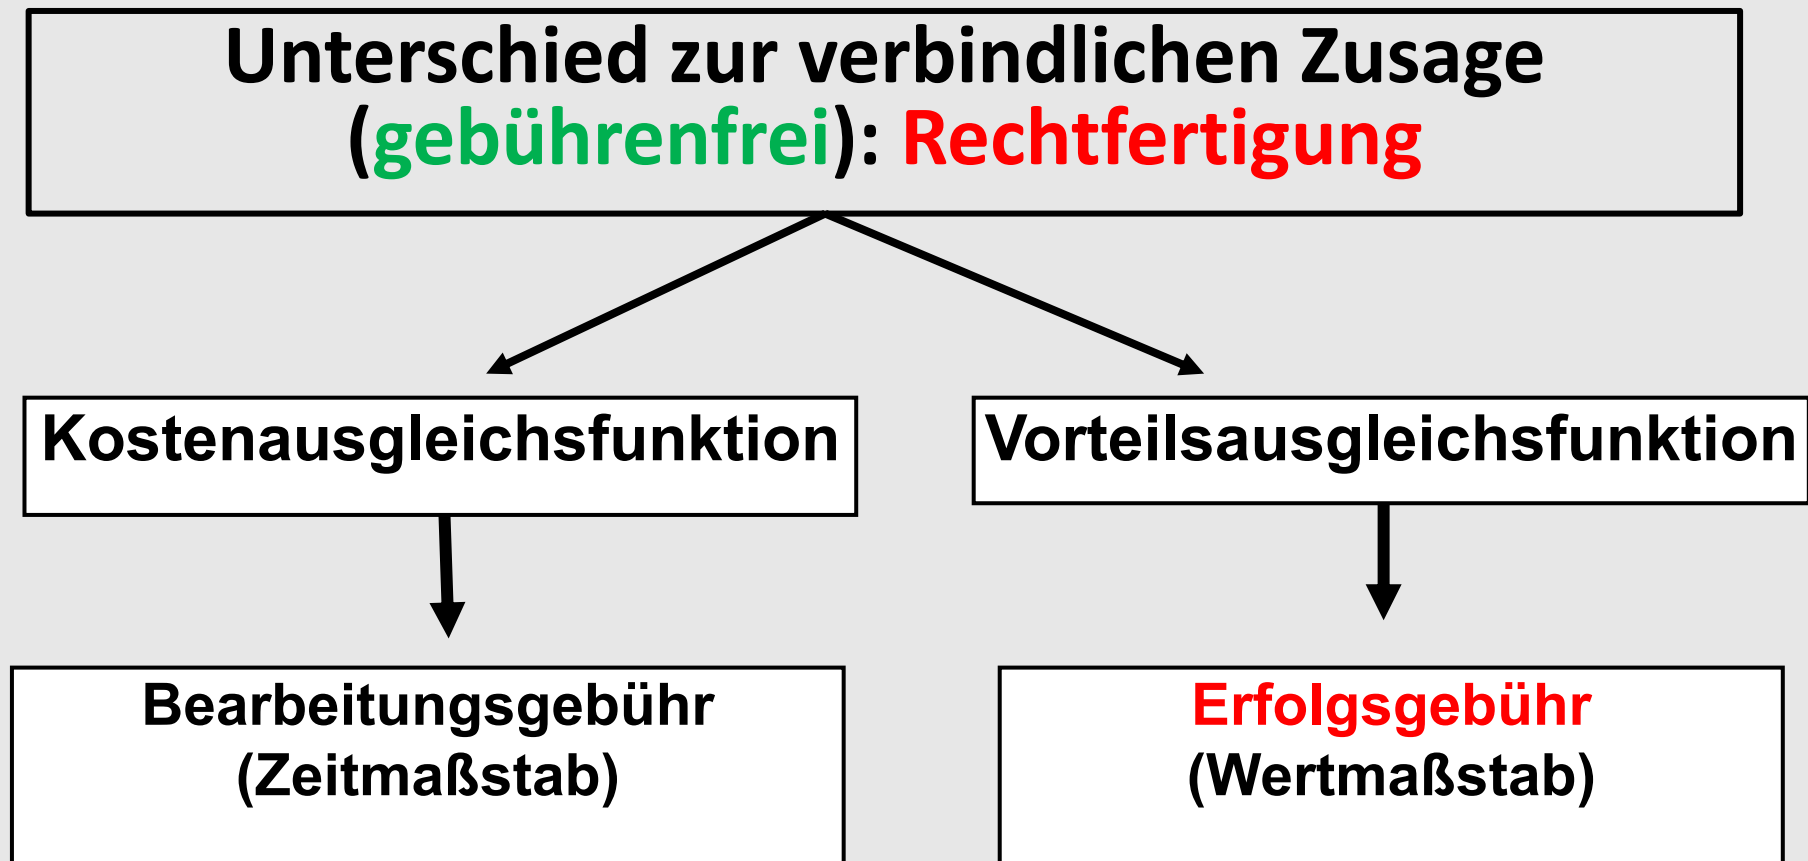 Unterschied zur verbindlichen Zusage
(gebührenfrei): Rechtfertigung
Kostenausgleichsfunktion
Vorteilsausgleichsfunktion
Bearbeitungsgebühr
(Zeitmaßstab)
Erfolgsgebühr
(Wertmaßstab)